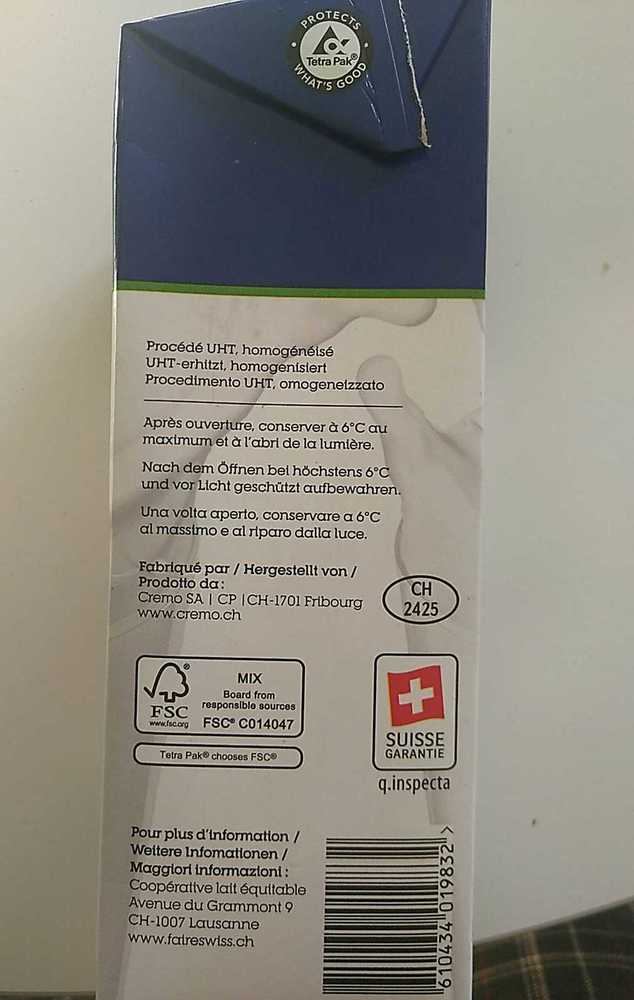 PROTECTS
Tetra Pak®
WHAT'S GOOD
Procédé UHT, homogénéisé
UHT-erhitzt, homogenisiert
Procedimento UHT, omogeneizzato
Après ouverture, conserver à 6°C au
maximum et à l'abri de la lumière.
Nach dem Öffnen bei höchstens 6°C
und vor Licht geschützt aufbewahren.
Una volta aperto, conservare a 6°C
al massimo e al riparo dalla luce.
Fabriqué par / Hergestellt von /
Prodotto da:
Cremo SA | CP |CH-1701 Fribourg
www.cremo.ch
CH
2425
FSC
www.fsc.org
MIX
Board from
responsible sources
FSC® C014047
Tetra Pak® chooses FSC®
SUISSE
GARANTIE
q.inspecta
Pour plus d'information /
Weitere Infomationen /
Maggiori informazioni :
Coopérative lait équitable
Avenue du Grammont 9
CH-1007 Lausanne
www.faireswiss.ch
610434 019832 >